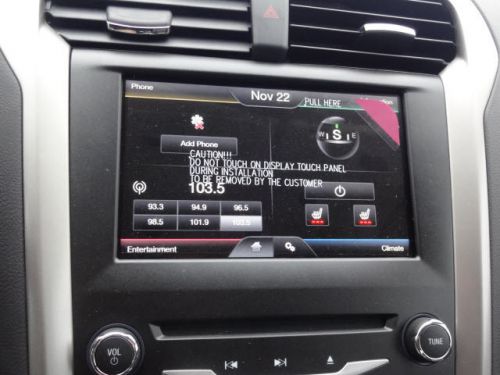 Phone
Nov 22
PULL HERE
Information
W S E
Add Phone
CAUTION!!!
DO NOT TOUCH ON DISPLAY TOUCH PANEL
DURING INSTALLATION
TO BE REMOVED BY THE CUSTOMER
103.5
93.3 94.9 96.5
98.5 101.9 103.5
Entertainment
Climate
VOL
TUNE